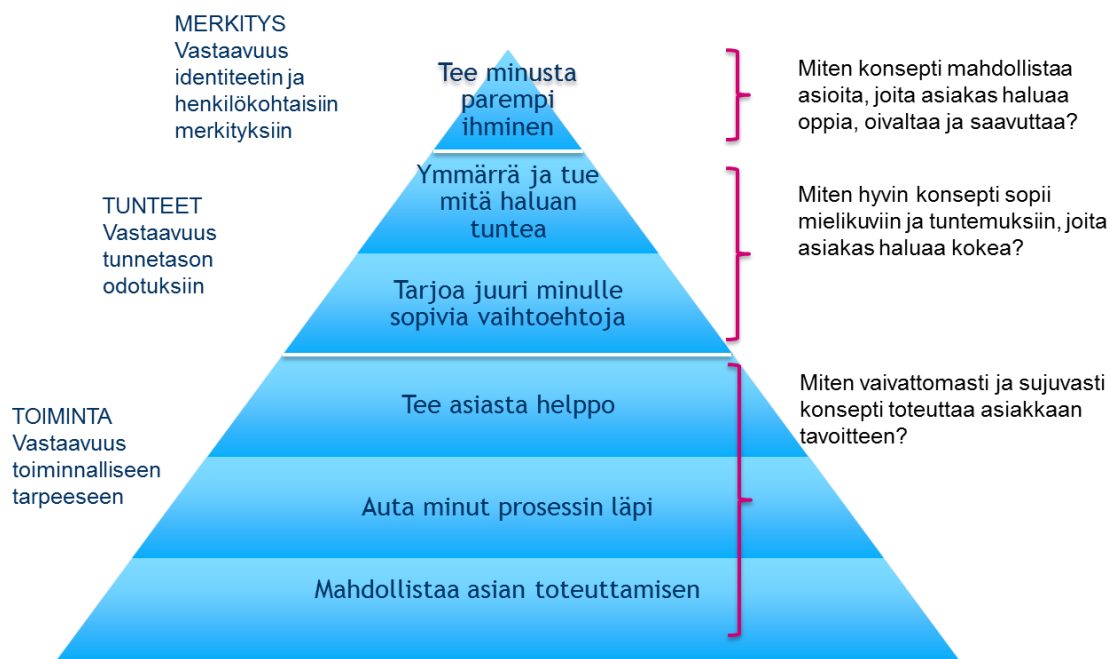 MERKITYS
Vastaavuus
identiteetin ja
henkilökohtaisiin
merkityksiin
Tee minusta
parempi
ihminen
Miten konsepti mahdollistaa
asioita, joita asiakas haluaa
oppia, oivaltaa ja saavuttaa?
TUNTEET
Vastaavuus
tunnetason
odotuksiin
Ymmärrä ja tue
mitä haluan
tuntea
Tarjoa juuri minulle
sopivia vaihtoehtoja
Miten hyvin konsepti sopii
mielikuviin ja tuntemuksiin, joita
asiakas haluaa kokea?
TOIMINTA
Vastaavuus
toiminnalliseen
tarpeeseen
Tee asiasta helppo
Auta minut prosessin läpi
Mahdollistaa asian toteuttamisen
Miten vaivattomasti ja sujuvasti
konsepti toteuttaa asiakkaan
tavoitteen?